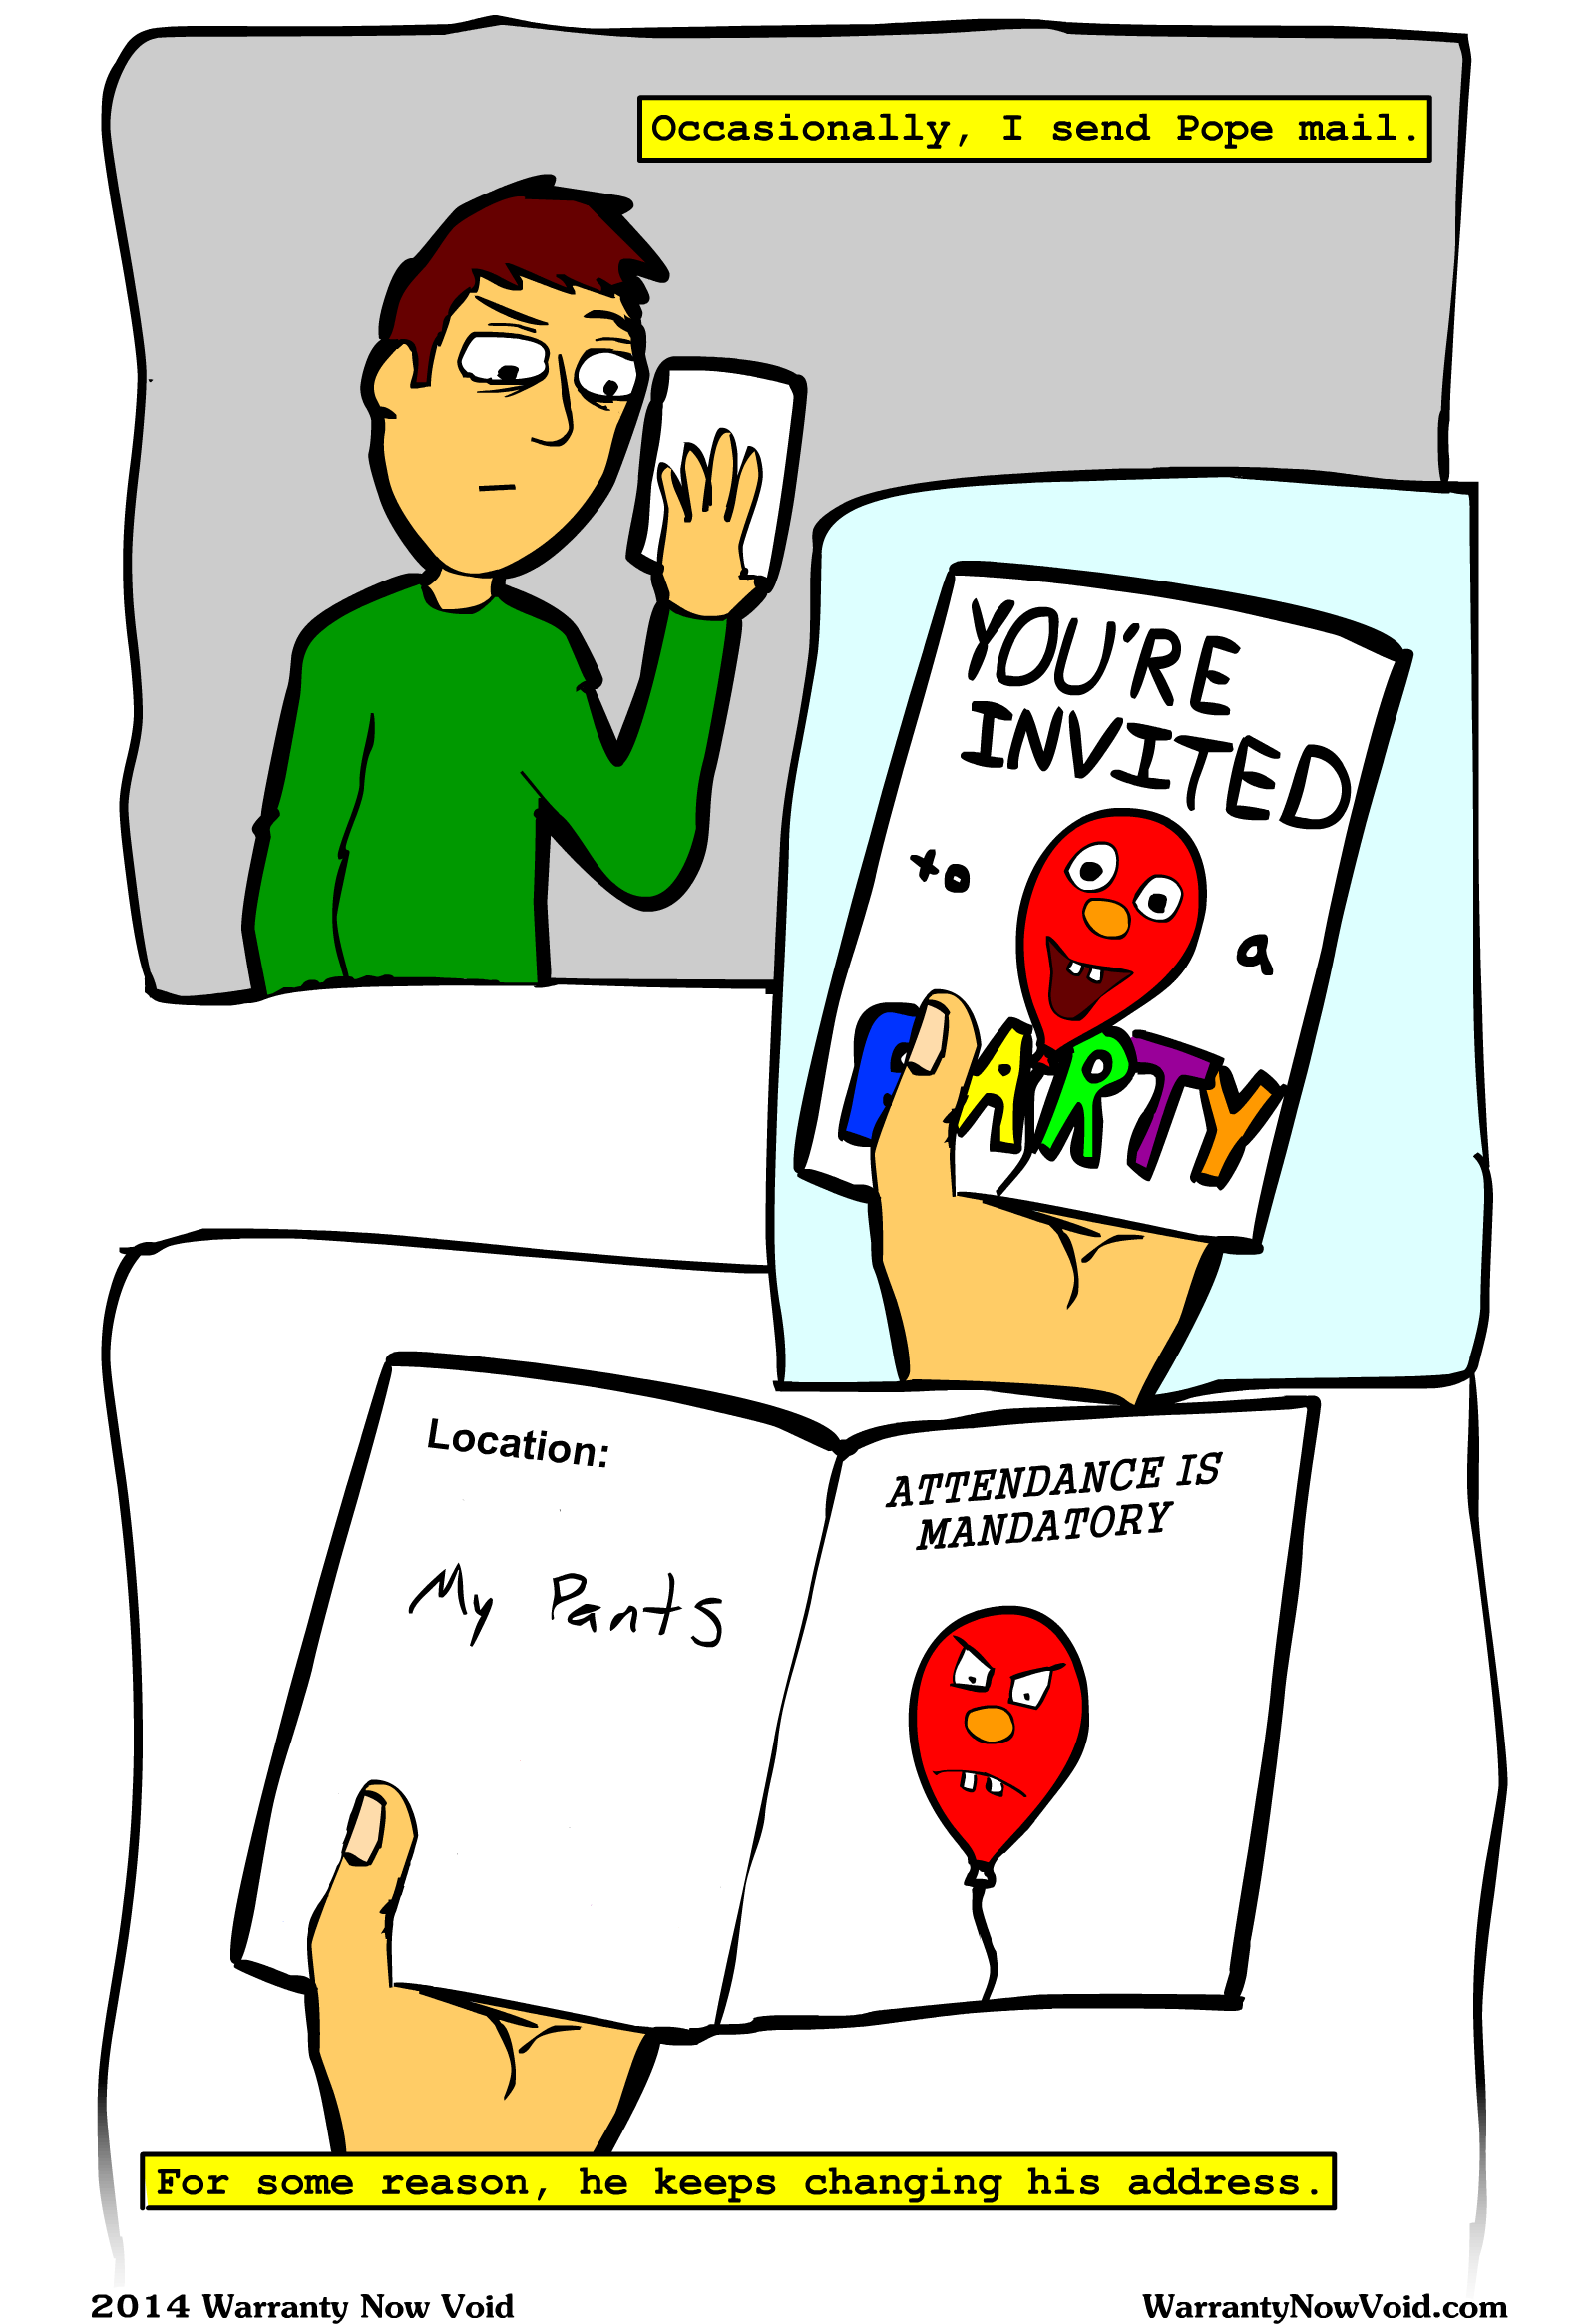 Occasionally, I send Pope mail.
YOU'RE
INVITED
to
a
PARTY
Location:
My Pants
ATTENDANCE IS
MANDATORY
For some reason, he keeps changing his address.
2014 Warranty Now Void
WarrantyNowVoid.com